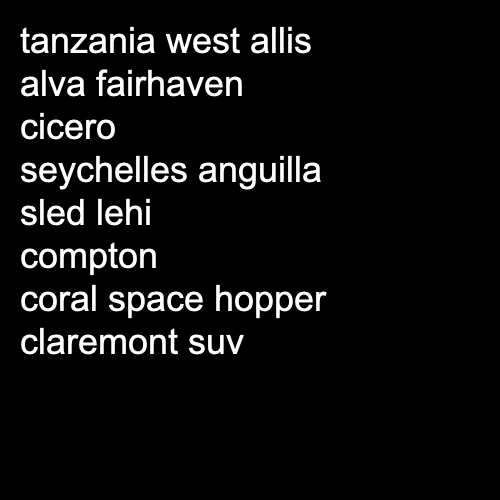 tanzania west allis
alva fairhaven
cicero
seychelles anguilla
sled lehi
compton
coral space hopper
claremont suv